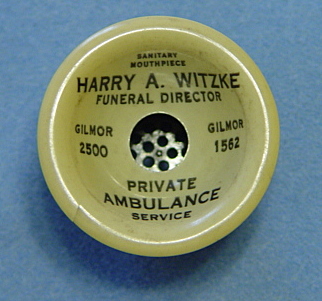 SANITARY
MOUTHPIECE
HARRY A. WITZKE
FUNERAL DIRECTOR
GILMOR
2500
GILMOR
1562
PRIVATE
AMBULANCE
SERVICE